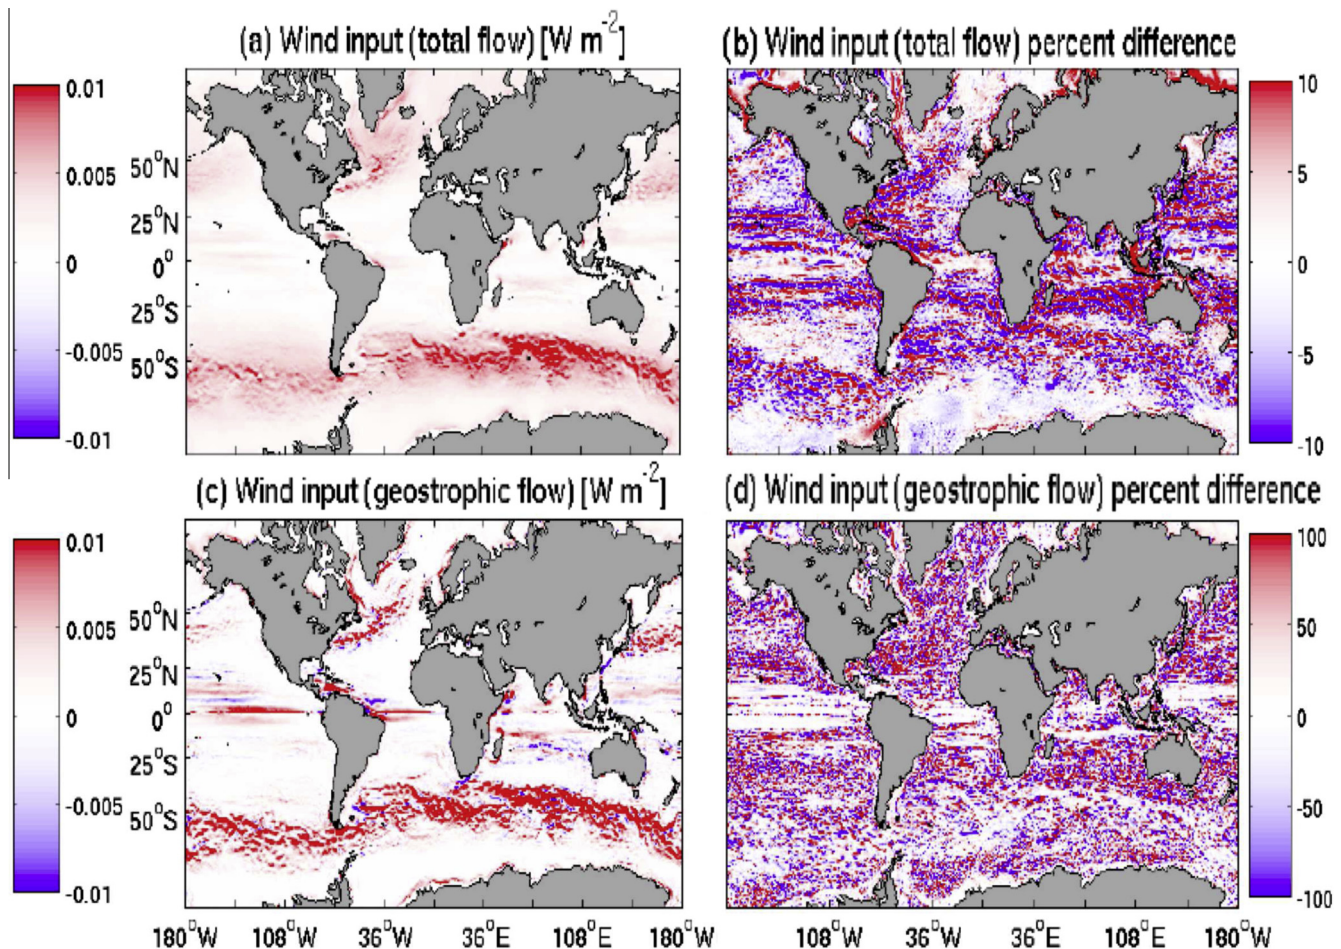 (a) Wind input (total flow) [W m⁻²]
(b) Wind input (total flow) percent difference
0.01
0.005
0
-0.005
-0.01
50°N
25°N
0°
25°S
50°S
10
5
0
-5
-10
(c) Wind input (geostrophic flow) [W m⁻²]
(d) Wind input (geostrophic flow) percent difference
0.01
0.005
0
-0.005
-0.01
50°N
25°N
0°
25°S
50°S
100
50
0
-50
-100
180°W 108°W 36°W 36°E 108°E 180°W
108°W 36°W 36°E 108°E 180°W